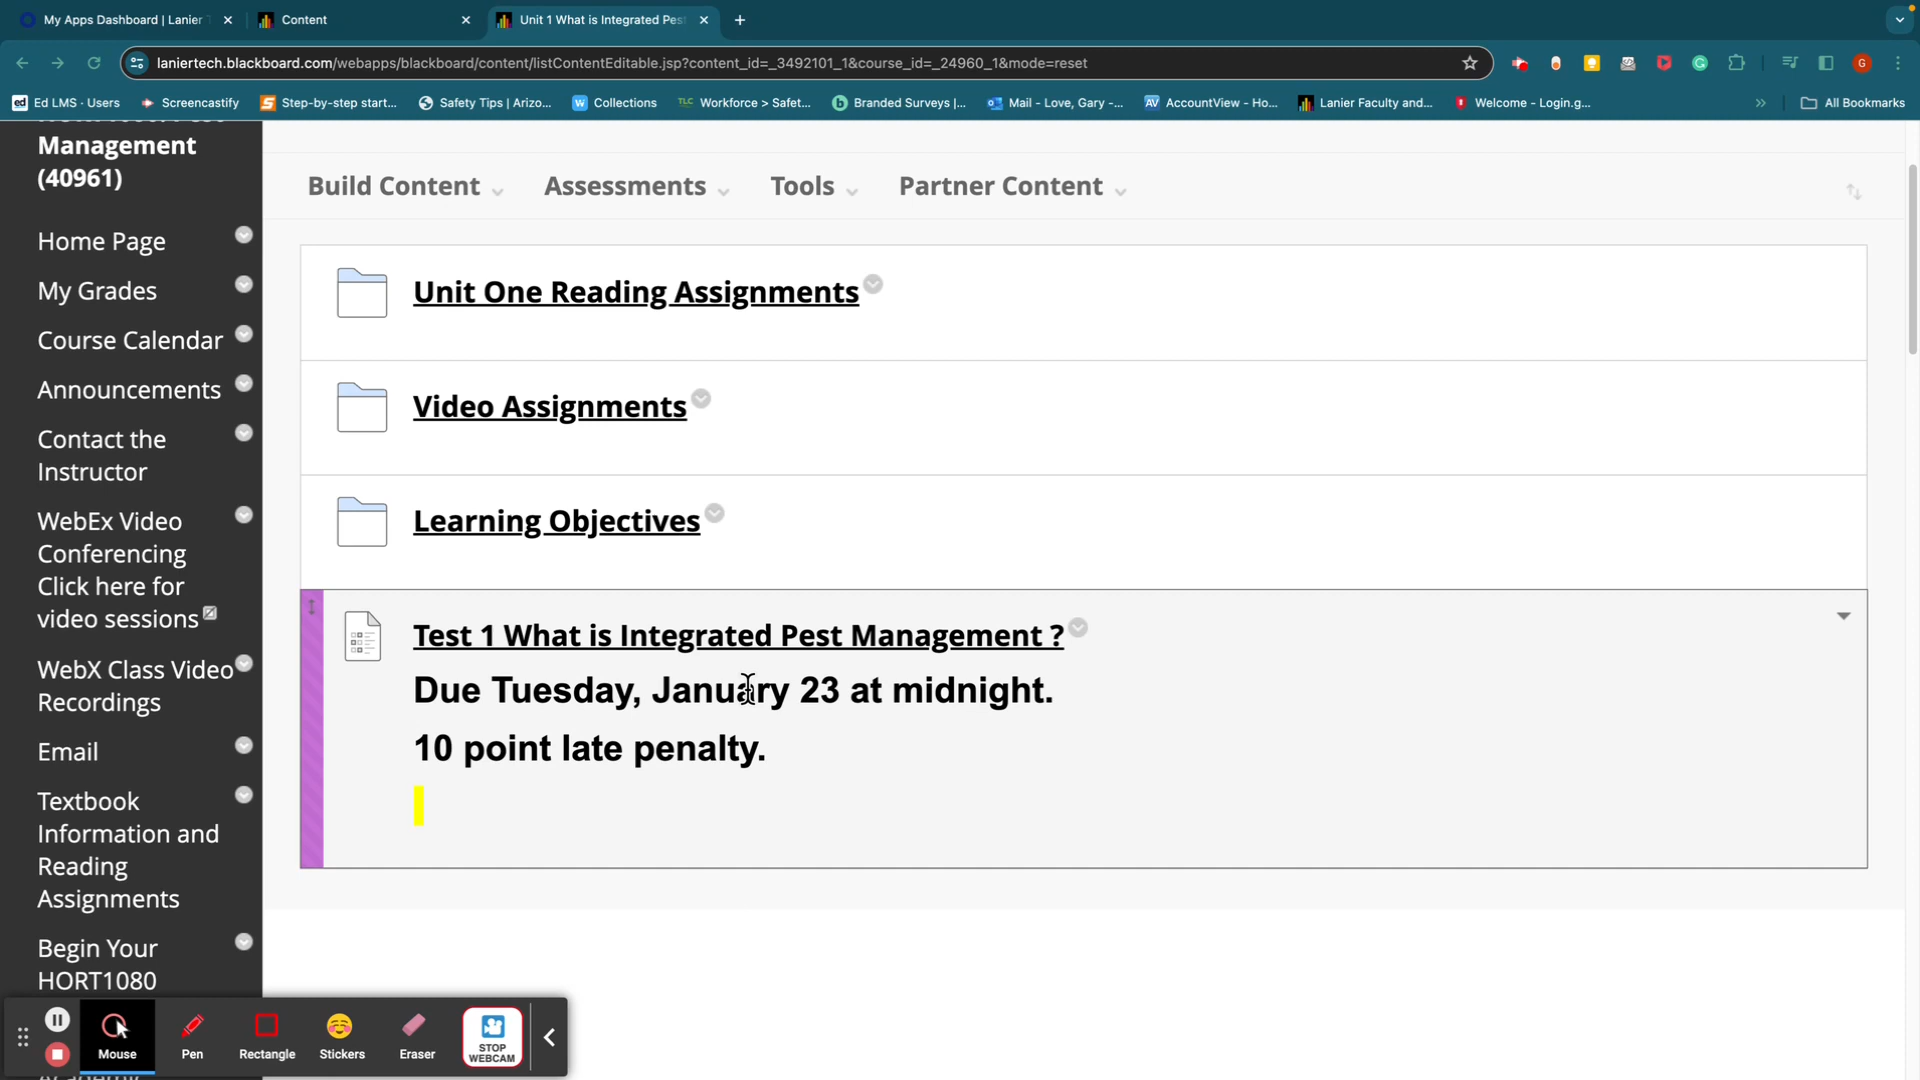 My Apps Dashboard | Lanier
Content
Unit 1 What is Integrated Pes
laniertech.blackboard.com/webapps/blackboard/content/listContentEditable.jsp?content_id=_3492101_1&course_id=_24960_1&mode=reset
G
Ed LMS · Users
Screencastify
Step-by-step start...
Safety Tips | Arizo...
Collections
Workforce > Safet...
Branded Surveys |...
Mail - Love, Gary -...
AccountView - Ho...
Lanier Faculty and...
Welcome - Login.g...
All Bookmarks
Management
(40961)
Home Page
My Grades
Course Calendar
Announcements
Contact the
Instructor
WebEx Video
Conferencing
Click here for
video sessions
WebX Class Video
Recordings
Email
Textbook
Information and
Reading
Assignments
Begin Your
HORT1080
Build Content
Assessments
Tools
Partner Content
Unit One Reading Assignments
Video Assignments
Learning Objectives
Test 1 What is Integrated Pest Management ?
Due Tuesday, January 23 at midnight.
10 point late penalty.
Mouse
Pen
Rectangle
Stickers
Eraser
STOP
WEBCAM